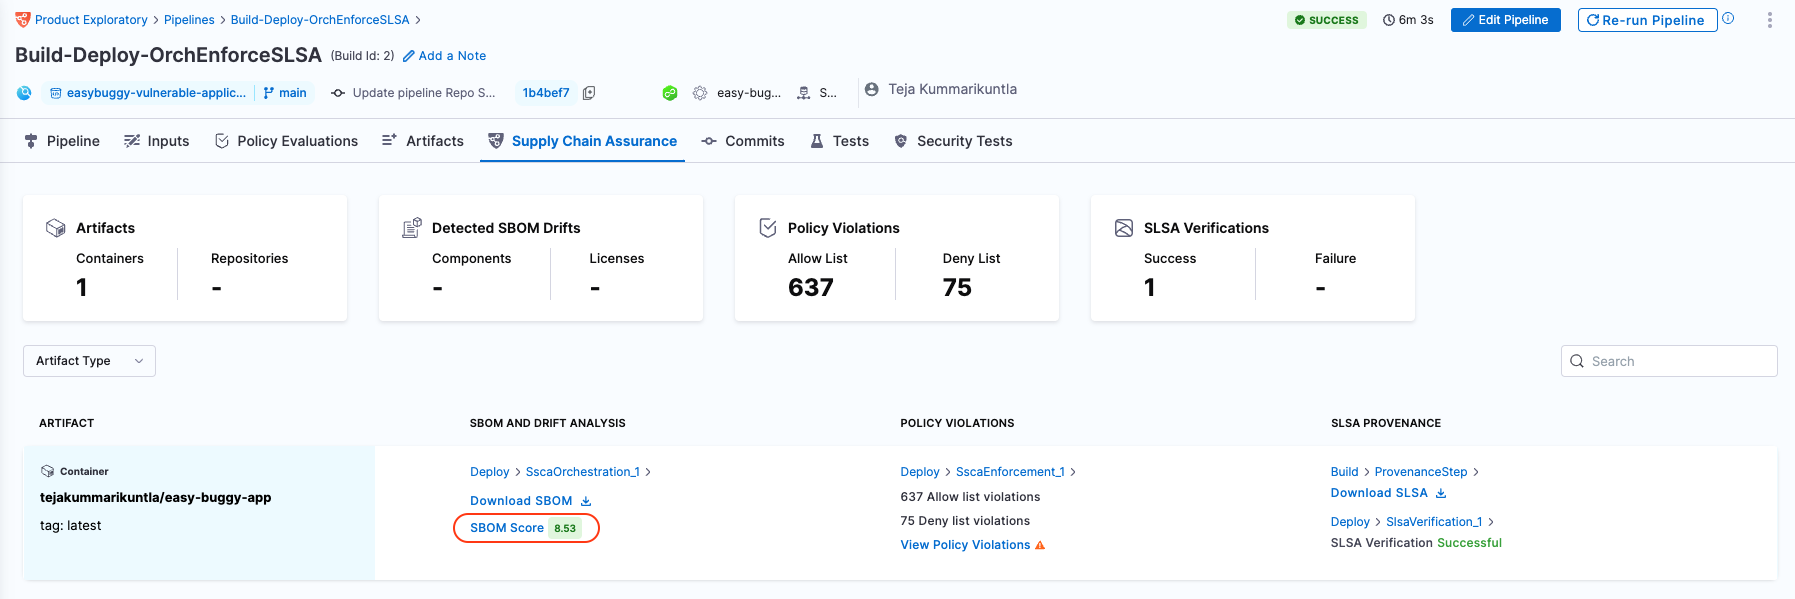 Product Exploratory > Pipelines > Build-Deploy-OrchEnforceSLSA >
SUCCESS 6m 3s Edit Pipeline Re-run Pipeline
Build-Deploy-OrchEnforceSLSA (Build Id: 2) Add a Note
easybuggy-vulnerable-applic... main Update pipeline Repo S... 1b4bef7 easy-bug... S... Teja Kummarikuntla
Pipeline Inputs Policy Evaluations Artifacts Supply Chain Assurance Commits Tests Security Tests
Artifacts
Containers Repositories
1 -
Detected SBOM Drifts
Components Licenses
- -
Policy Violations
Allow List Deny List
637 75
SLSA Verifications
Success Failure
1 -
Artifact Type
Search
ARTIFACT SBOM AND DRIFT ANALYSIS POLICY VIOLATIONS SLSA PROVENANCE
Container
tejakummarikuntla/easy-buggy-app
tag: latest
Deploy > SscaOrchestration_1 >
Download SBOM
SBOM Score 8.53
Deploy > SscaEnforcement_1 >
637 Allow list violations
75 Deny list violations
View Policy Violations
Build > ProvenanceStep >
Download SLSA
Deploy > SlsaVerification_1 >
SLSA Verification Successful